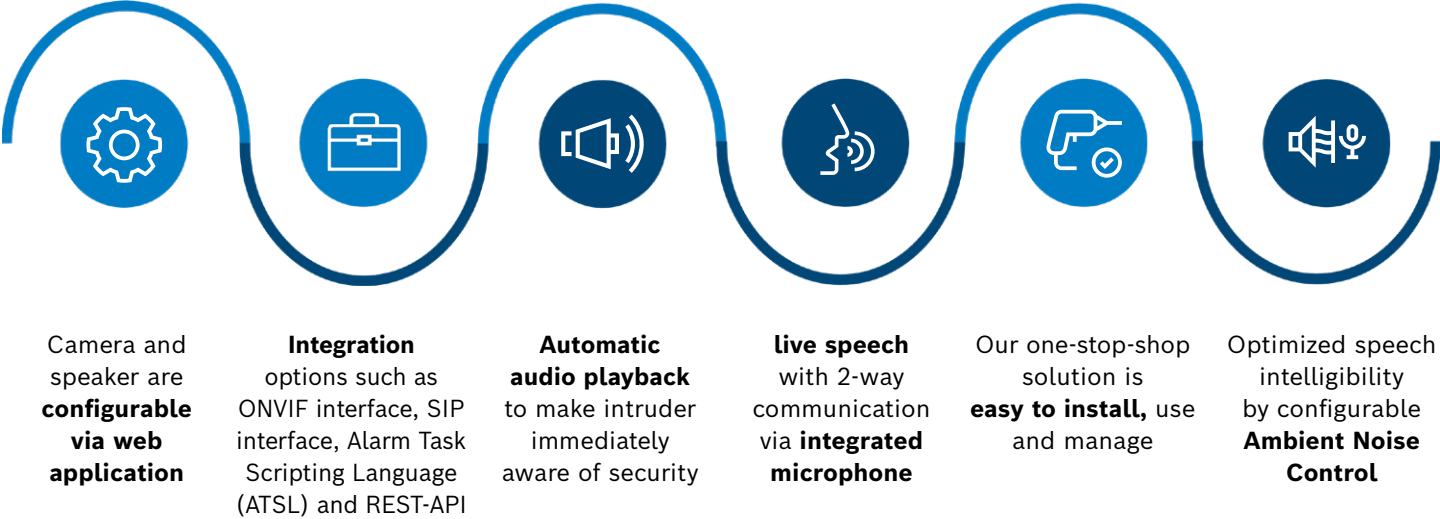 Camera and
speaker are
configurable
via web
application
Integration
options such as
ONVIF interface, SIP
interface, Alarm Task
Scripting Language
(ATSL) and REST-API
Automatic
audio playback
to make intruder
immediately
aware of security
live speech
with 2-way
communication
via integrated
microphone
Our one-stop-shop
solution is
easy to install, use
and manage
Optimized speech
intelligibility
by configurable
Ambient Noise
Control